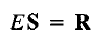 ES = R